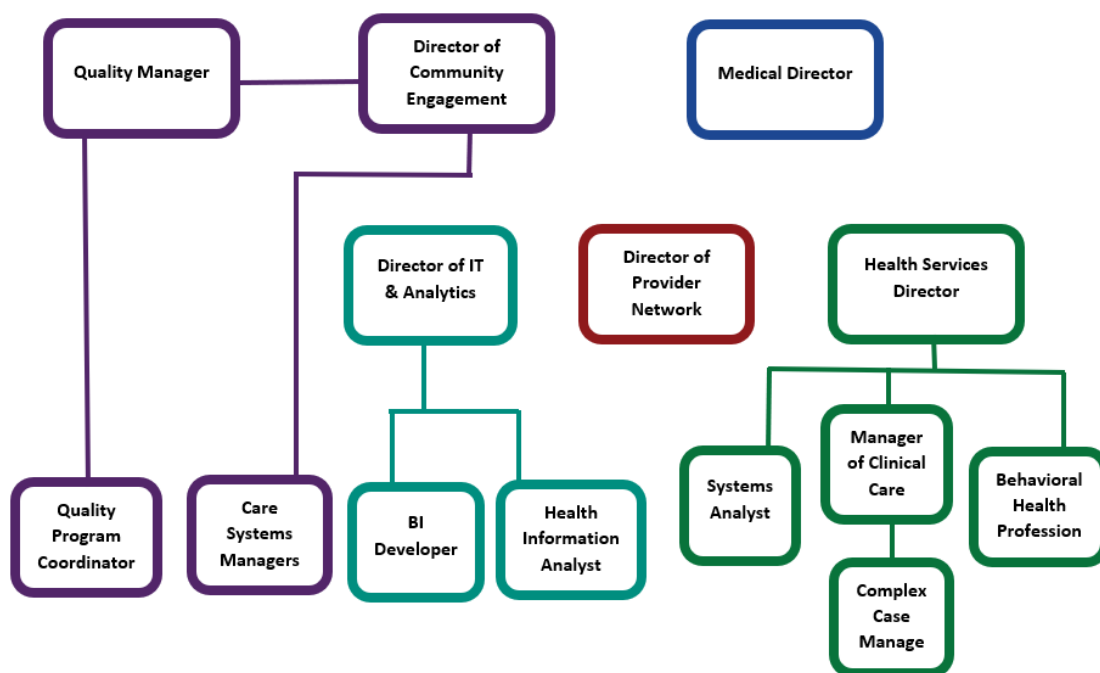 Quality Manager
Director of
Community
Engagement
Medical Director
Director of IT
& Analytics
Director of
Provider
Network
Health Services
Director
Quality
Program
Coordinator
Care
Systems
Managers
BI
Developer
Health
Information
Analyst
Systems
Analyst
Manager
of Clinical
Care
Behavioral
Health
Profession
Complex
Case
Manage